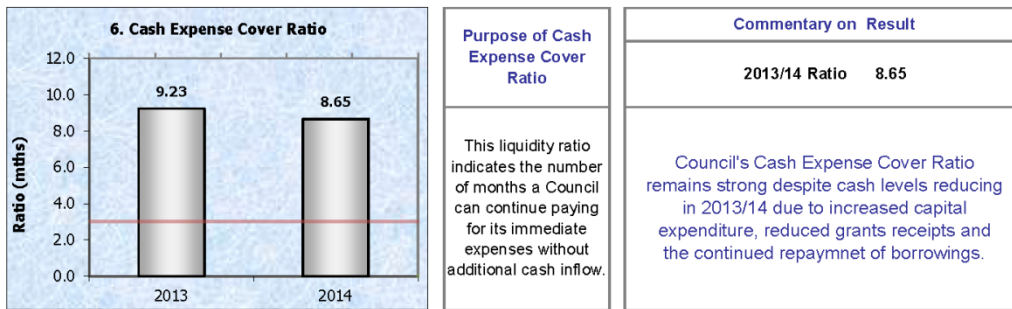 6. Cash Expense Cover Ratio
12.0
10.0
8.0
6.0
4.0
2.0
0.0
Ratio (mths)
9.23
8.65
2013
2014
Purpose of Cash
Expense Cover
Ratio
This liquidity ratio
indicates the number
of months a Council
can continue paying
for its immediate
expenses without
additional cash inflow.
Commentary on Result
2013/14 Ratio 8.65
Council's Cash Expense Cover Ratio
remains strong despite cash levels reducing
in 2013/14 due to increased capital
expenditure, reduced grants receipts and
the continued repaymnet of borrowings.